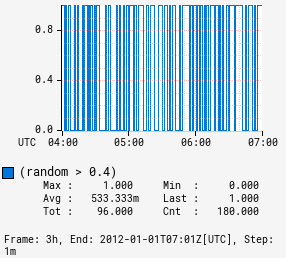 0.8
0.4
0.0
UTC 04:00 05:00 06:00 07:00
(random > 0.4)
Max : 1.000 Min : 0.000
Avg : 533.333m Last : 1.000
Tot : 96.000 Cnt : 180.000
Frame: 3h, End: 2012-01-01T07:01Z[UTC], Step:
1m